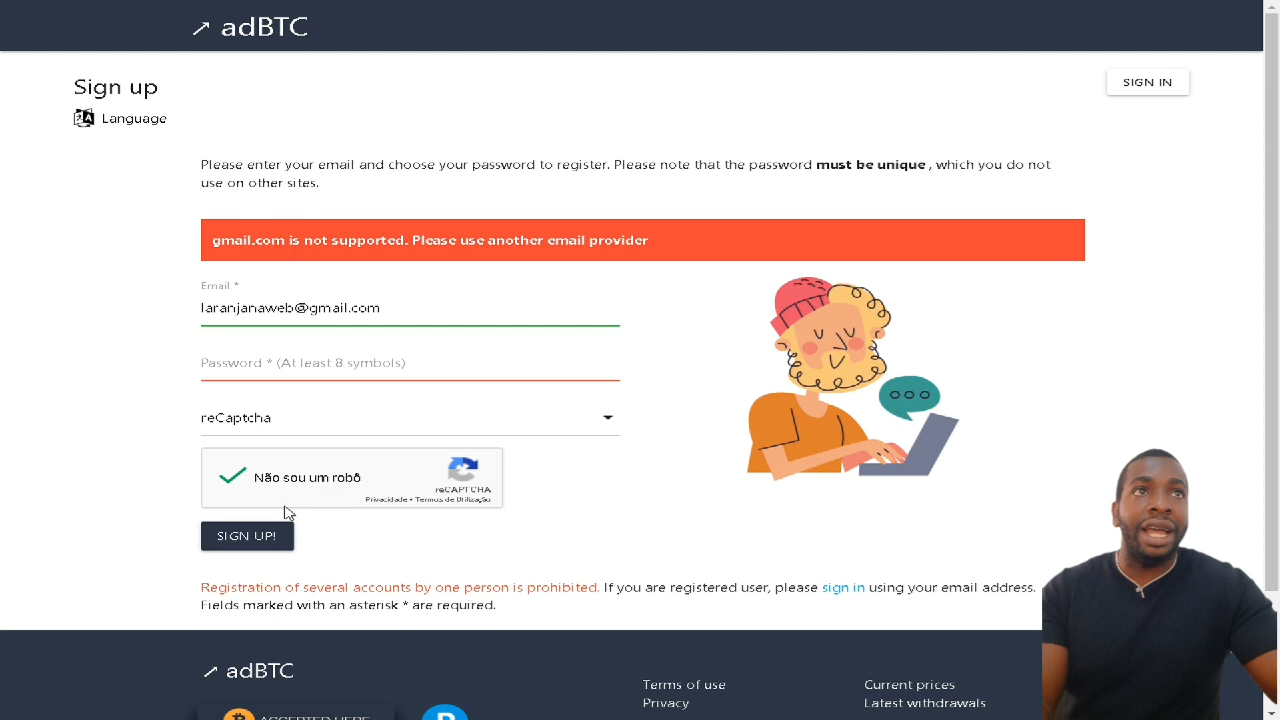 adBTC
Sign up
SIGN IN
Language
Please enter your email and choose your password to register. Please note that the password must be unique , which you do not
use on other sites.
gmail.com is not supported. Please use another email provider
Email *
laranjanaweb@gmail.com
Password * (At least 8 symbols)
reCaptcha
Não sou um robô
reCAPTCHA
Privacidade • Termos de Utilização
SIGN UP!
Registration of several accounts by one person is prohibited. If you are registered user, please sign in using your email address.
Fields marked with an asterisk * are required.
adBTC
Terms of use
Current prices
Privacy
Latest withdrawals
ACCEPTED HERE